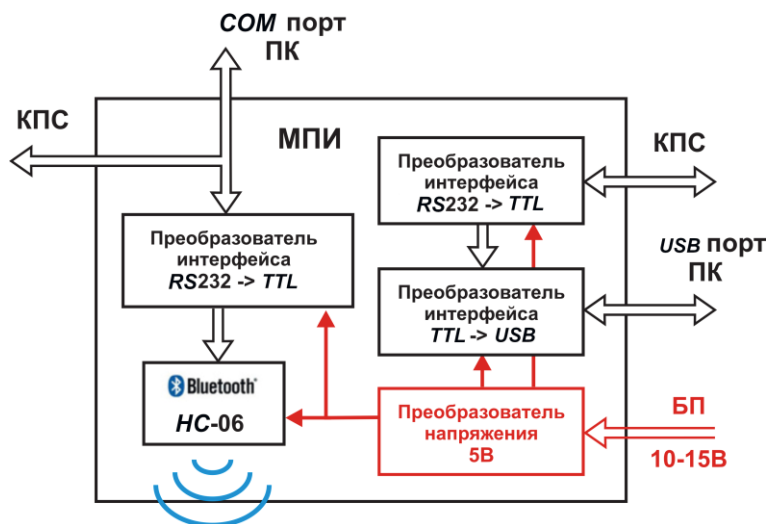 COM порт
ПК
КПС
МПИ
Преобразователь
интерфейса
RS232 -> TTL
КПС
Преобразователь
интерфейса
RS232 -> TTL
USB порт
ПК
Преобразователь
интерфейса
TTL -> USB
Bluetooth
HC-06
Преобразователь
напряжения
5В
БП
10-15В